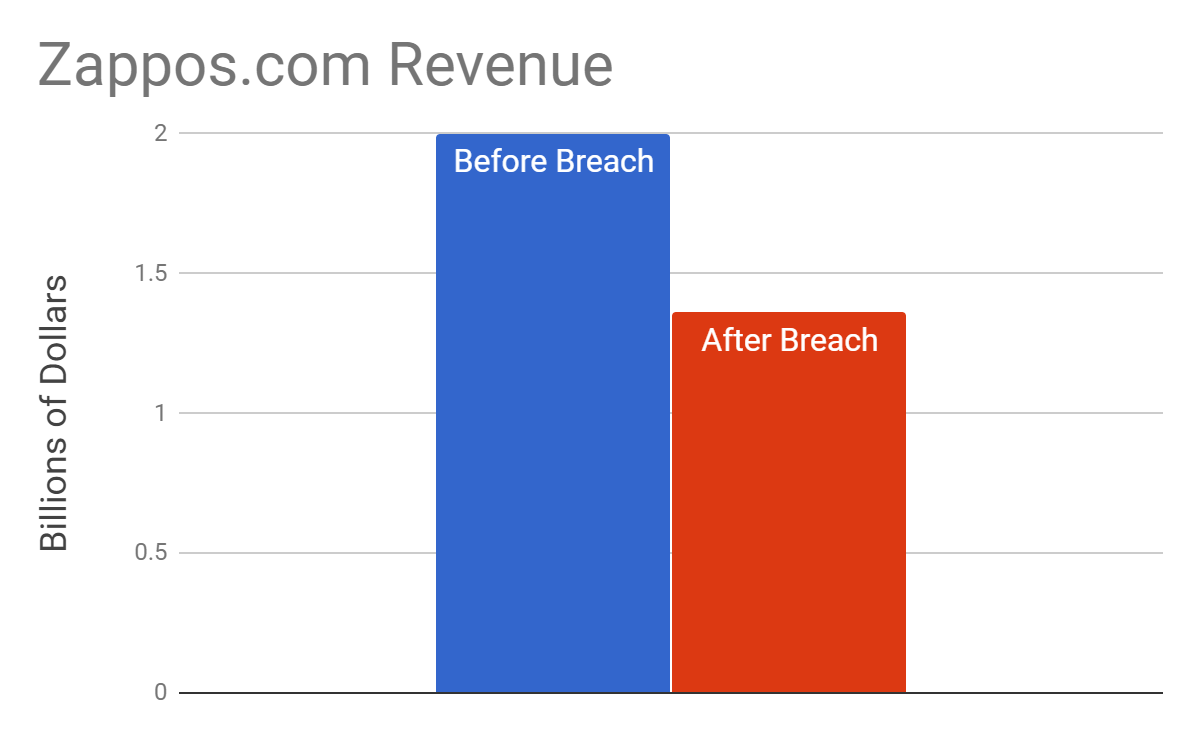 Zappos.com Revenue
Billions of Dollars
2
1.5
1
0.5
0
Before Breach
After Breach